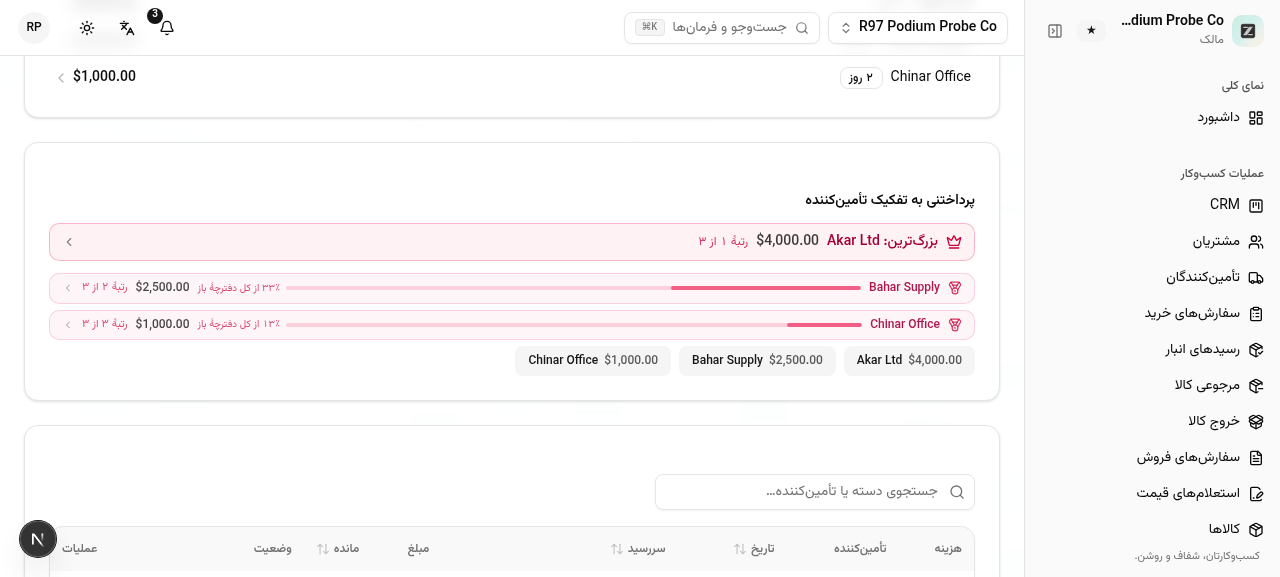 …dium Probe Co
مالک
نمای کلی
داشبورد
عملیات کسب‌وکار
CRM
مشتریان
تأمین‌کنندگان
سفارش‌های خرید
رسیدهای انبار
مرجوعی کالا
خروج کالا
سفارش‌های فروش
استعلام‌های قیمت
کالاها
کسب‌وکارتان، شفاف و روشن.
R97 Podium Probe Co
جست‌وجو و فرمان‌ها ⌘K
3
RP
Chinar Office ۲ روز $1,000.00
پرداختنی به تفکیک تأمین‌کننده
بزرگ‌ترین: Akar Ltd $4,000.00 رتبهٔ ۱ از ۳
Bahar Supply ۳۳٪ از کل دفترچهٔ باز $2,500.00 رتبهٔ ۲ از ۳
Chinar Office ۱۳٪ از کل دفترچهٔ باز $1,000.00 رتبهٔ ۳ از ۳
Akar Ltd $4,000.00 Bahar Supply $2,500.00 Chinar Office $1,000.00
جستجوی دسته یا تأمین‌کننده…
هزینه تأمین‌کننده تاریخ سررسید مبلغ مانده وضعیت عملیات